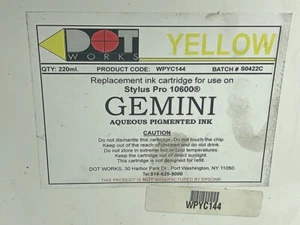 DOT
WORKS
YELLOW
QTY: 220ml. PRODUCT CODE: WPYC144 BATCH # S0422C
Replacement ink cartridge for use on
Stylus Pro 10600®
GEMINI
AQUEOUS PIGMENTED INK
CAUTION
Do not dismantle this cartridge. Do not touch the chip.
Keep out of the reach of children and do not drink.
Do not store in extreme hot or cold temperatures.
Keep the cartridge out of direct sunlight.
This cartridge is not designed for refill.
DOT WORKS, 30 Harbor Park Dr., Port Washington, NY 11050
Tel:516-625-5000
THIS PRODUCT IS NOT MANUFACTURED BY EPSON®
WPYC144